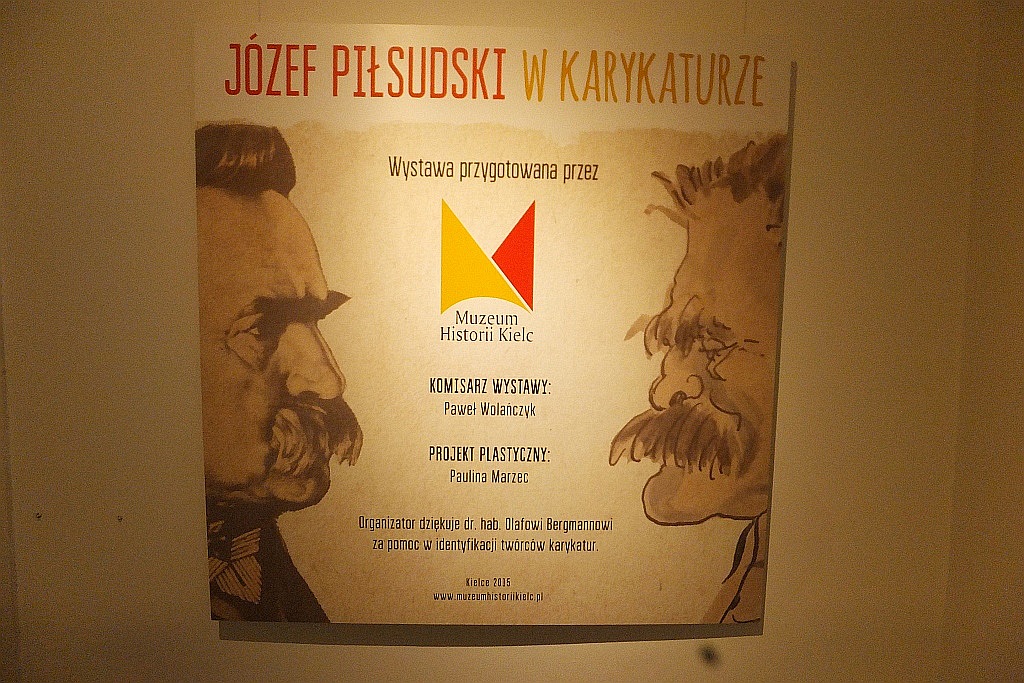 JÓZEF PIŁSUDSKI W KARYKATURZE
Wystawa przygotowana przez
Muzeum
Historii Kielc
KOMISARZ WYSTAWY:
Paweł Wolańczyk
PROJEKT PLASTYCZNY:
Paulina Marzec
Organizator dziękuje dr. hab. Olafowi Bergmannowi
za pomoc w identyfikacji twórców karykatur.
Kielce 2015
www.muzeumhistoriikielc.pl